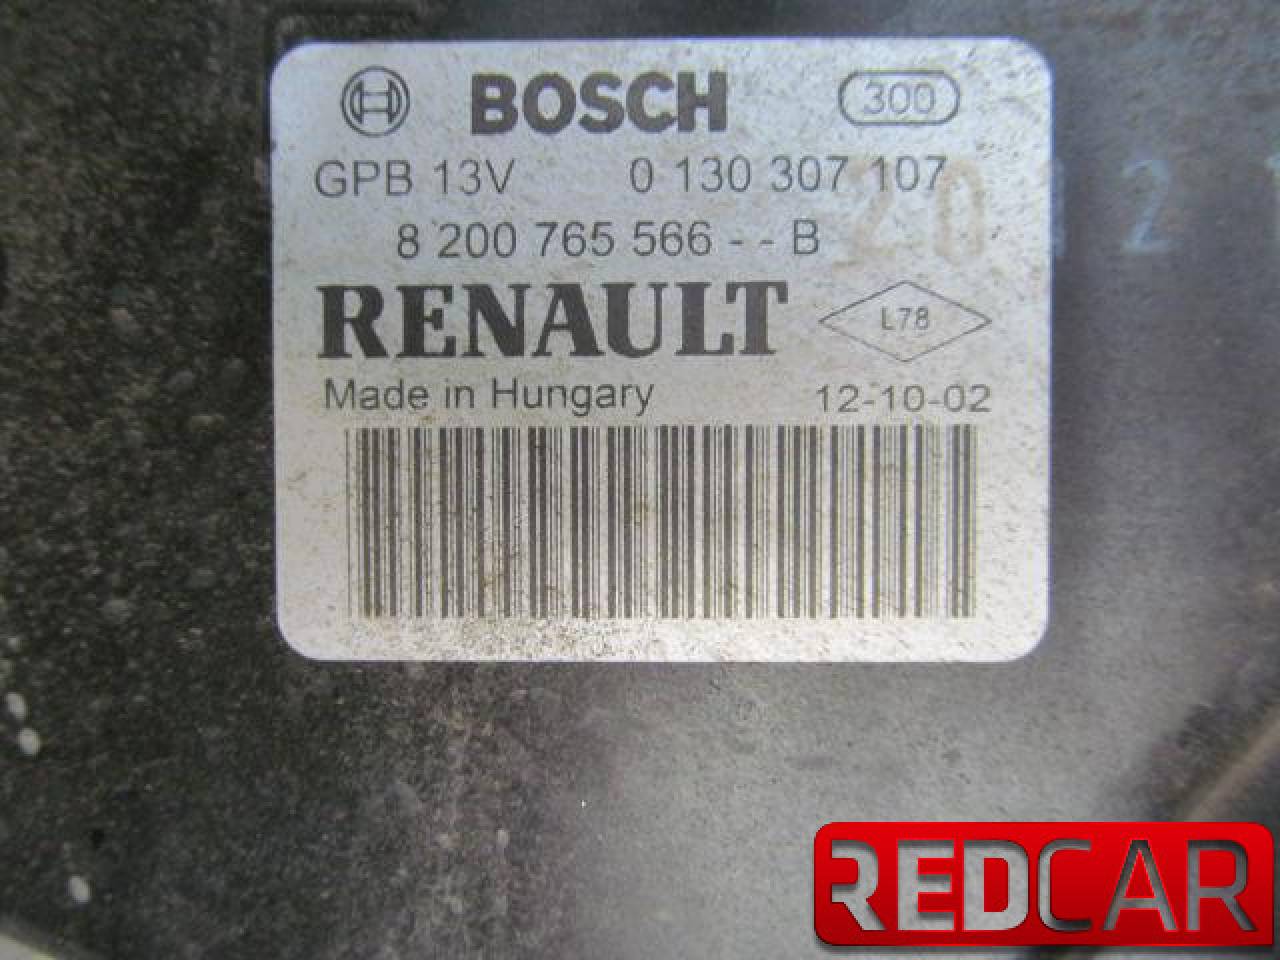 BOSCH 300
GPB 13V 0 130 307 107
8 200 765 566 - - B 20
RENAULT L78
Made in Hungary 12-10-02
REDCAR